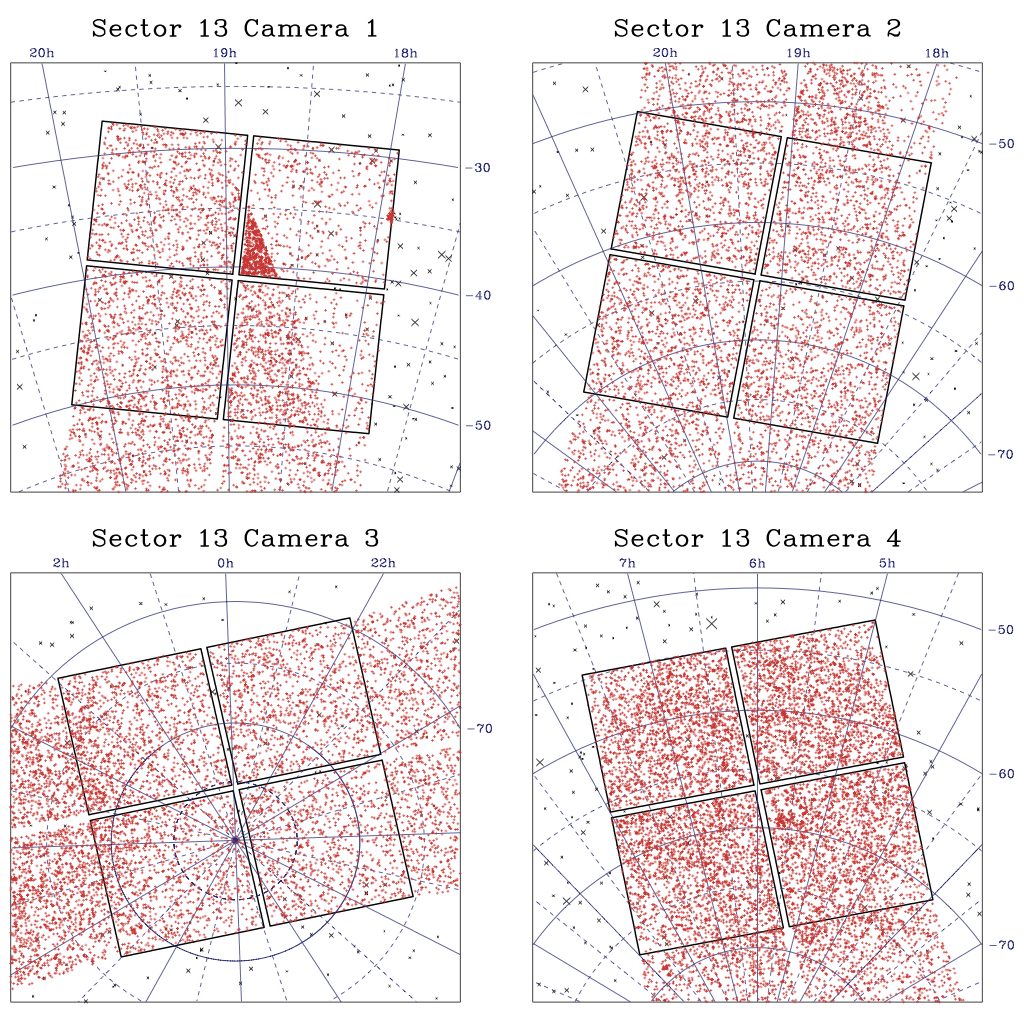 Sector 13 Camera 1
20h 19h 18h
-30
-40
-50
Sector 13 Camera 2
20h 19h 18h
-50
-60
-70
Sector 13 Camera 3
2h 0h 22h
-70
Sector 13 Camera 4
7h 6h 5h
-50
-60
-70